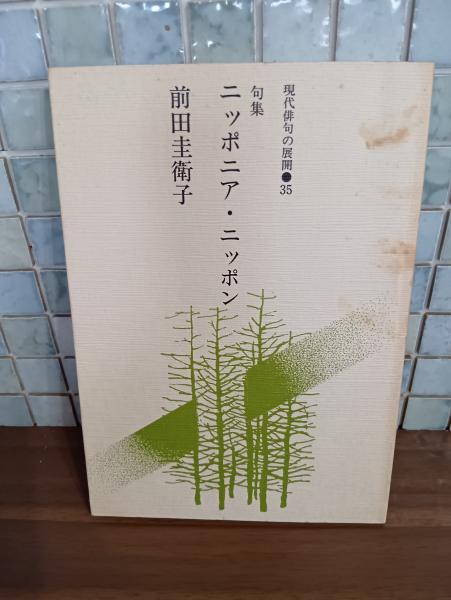 現代俳句の展開●35
句集
ニッポニア・ニッポン
前田圭衛子